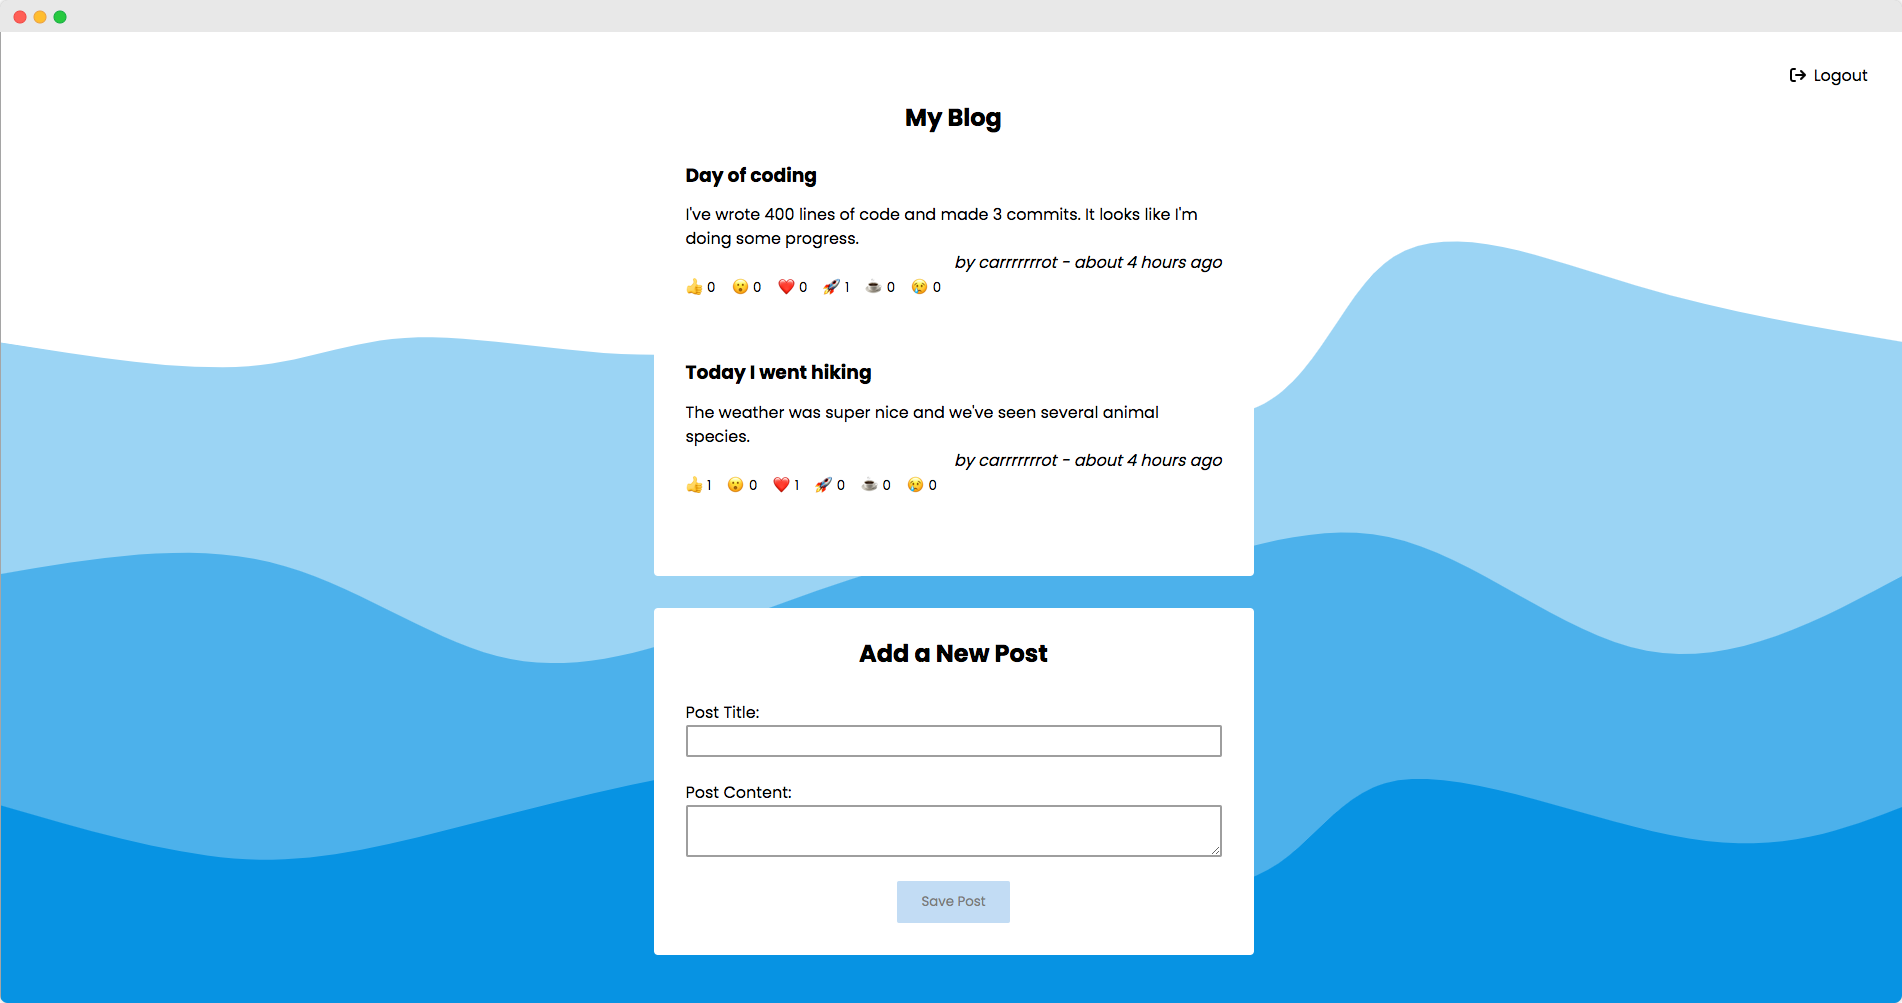 Logout
My Blog
Day of coding
I've wrote 400 lines of code and made 3 commits. It looks like I'm
doing some progress.
by carrrrrrrot - about 4 hours ago
👍 0 😮 0 ❤️ 0 🚀 1 ☕ 0 😢 0
Today I went hiking
The weather was super nice and we've seen several animal
species.
by carrrrrrrot - about 4 hours ago
👍 1 😮 0 ❤️ 1 🚀 0 ☕ 0 😢 0
Add a New Post
Post Title:
Post Content:
Save Post